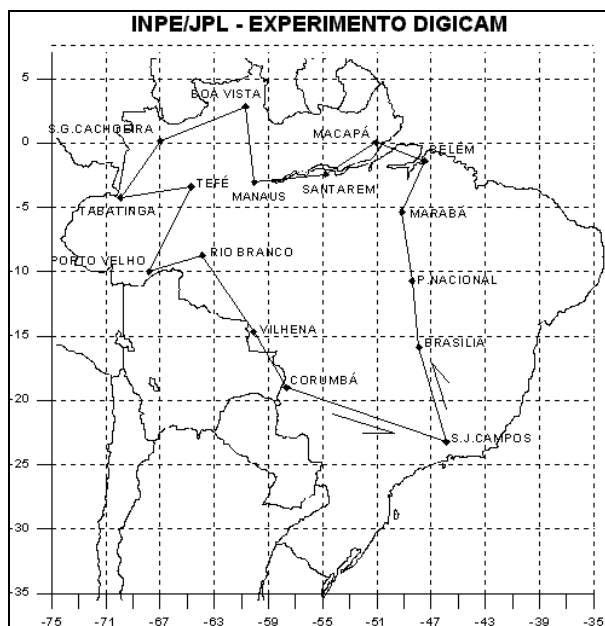 INPE/JPL - EXPERIMENTO DIGICAM
5
BOA VISTA
S.G.CACHOEIRA
MACAPÁ
0
BELÉM
TEFÉ
MANAUS
SANTAREM
-5
TABATINGA
MARABÁ
PORTO VELHO
RIO BRANCO
-10
P.NACIONAL
-15
VILHENA
BRASÍLIA
CORUMBÁ
-20
S.J.CAMPOS
-25
-30
-35
-75 -71 -67 -63 -59 -55 -51 -47 -43 -39 -35